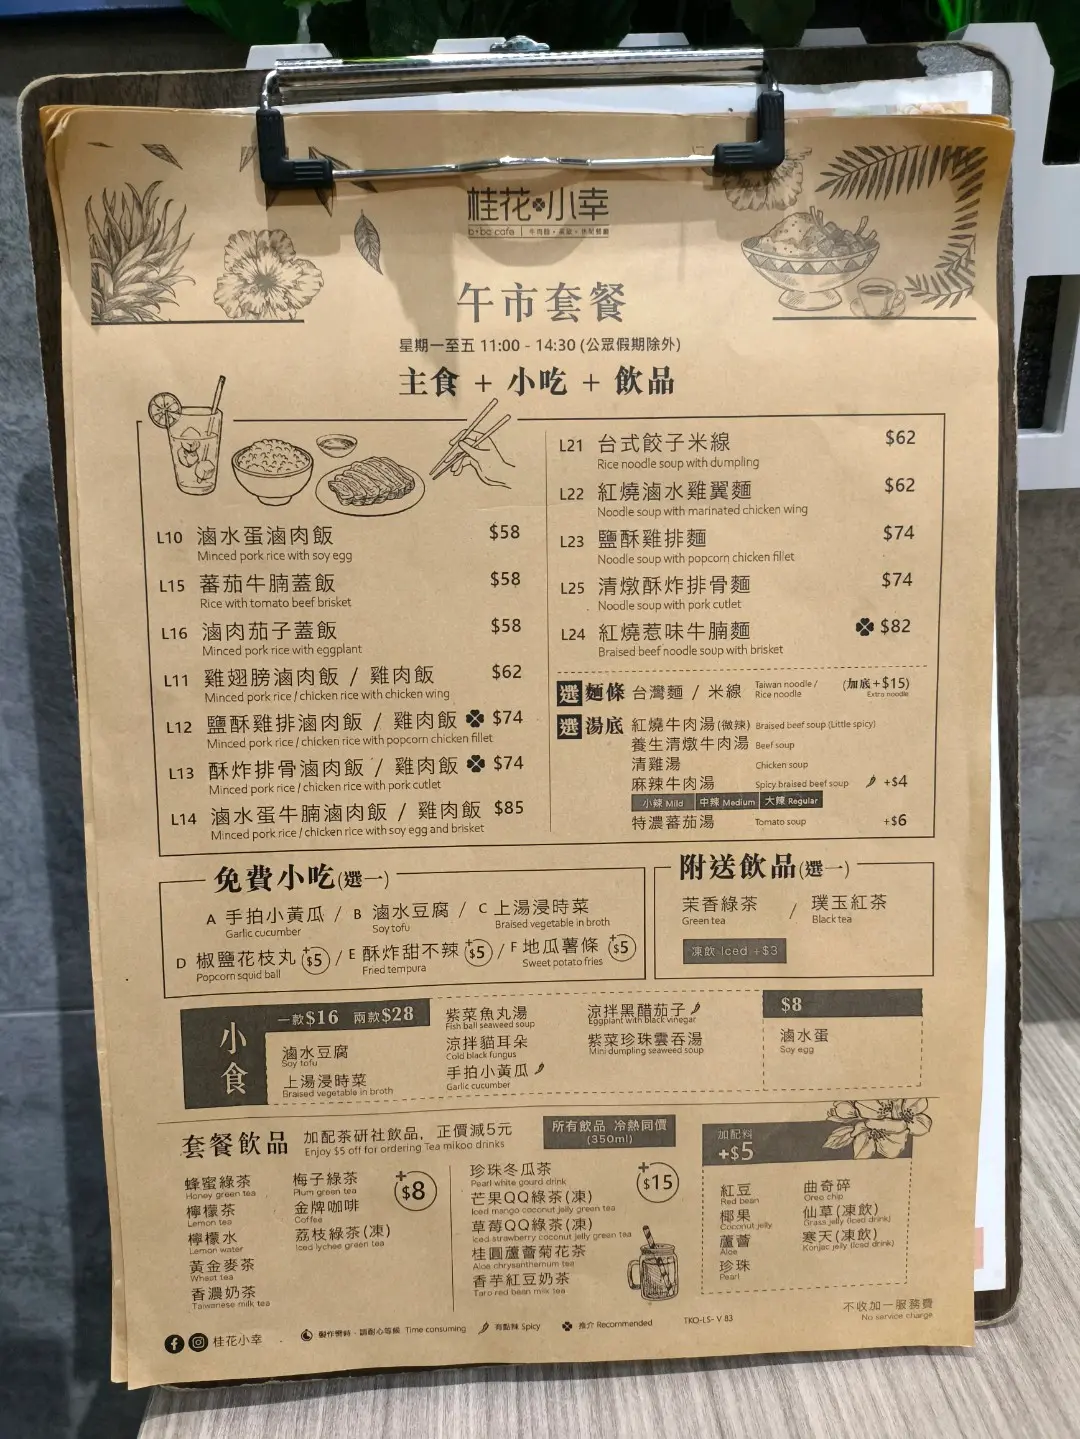 桂花小幸
b+bc cafe | 牛肉麵·茶飲·休閒餐廳
午市套餐
星期一至五 11:00 - 14:30 (公眾假期除外)
主食 + 小吃 + 飲品
L10 滷水蛋滷肉飯 $58
Minced pork rice with soy egg
L15 蕃茄牛腩蓋飯 $58
Rice with tomato beef brisket
L16 滷肉茄子蓋飯 $58
Minced pork rice with eggplant
L11 雞翅膀滷肉飯 / 雞肉飯 $62
Minced pork rice / chicken rice with chicken wing
L12 鹽酥雞排滷肉飯 / 雞肉飯 $74
Minced pork rice / chicken rice with popcorn chicken fillet
L13 酥炸排骨滷肉飯 / 雞肉飯 $74
Minced pork rice / chicken rice with pork cutlet
L14 滷水蛋牛腩滷肉飯 / 雞肉飯 $85
Minced pork rice / chicken rice with soy egg and brisket
L21 台式餃子米線 $62
Rice noodle soup with dumpling
L22 紅燒滷水雞翼麵 $62
Noodle soup with marinated chicken wing
L23 鹽酥雞排麵 $74
Noodle soup with popcorn chicken fillet
L25 清燉酥炸排骨麵 $74
Noodle soup with pork cutlet
L24 紅燒惹味牛腩麵 $82
Braised beef noodle soup with brisket
選 麵條 台灣麵 / 米線 Taiwan noodle / Rice noodle (加底+$15)
Extra noodle
選 湯底 紅燒牛肉湯(微辣) Braised beef soup (Little spicy)
養生清燉牛肉湯 Beef soup
清雞湯 Chicken soup
麻辣牛肉湯 Spicy braised beef soup +$4
小辣 Mild 中辣 Medium 大辣 Regular
特濃蕃茄湯 Tomato soup +$6
免費小吃(選一)
A 手拍小黃瓜 / B 滷水豆腐 / C 上湯浸時菜
Garlic cucumber Soy tofu Braised vegetable in broth
D 椒鹽花枝丸 +$5 / E 酥炸甜不辣 +$5 / F 地瓜薯條 +$5
Popcorn squid ball Fried tempura Sweet potato fries
附送飲品(選一)
茉香綠茶 / 璞玉紅茶
Green tea Black tea
凍飲 Iced +$3
小食
一款$16 兩款$28
滷水豆腐
Soy tofu
上湯浸時菜
Braised vegetable in broth
紫菜魚丸湯
Fish ball seaweed soup
涼拌貓耳朵
Cold black fungus
手拍小黃瓜
Garlic cucumber
涼拌黑醋茄子
Eggplant with black vinegar
紫菜珍珠雲吞湯
Mini dumpling seaweed soup
$8
滷水蛋
Soy egg
套餐飲品 加配茶研社飲品，正價減5元
Enjoy $5 off for ordering Tea mikoo drinks
所有飲品 冷熱同價
(350ml)
蜂蜜綠茶
Honey green tea
檸檬茶
Lemon tea
檸檬水
Lemon water
黃金麥茶
Wheat tea
香濃奶茶
Taiwanese milk tea
梅子綠茶
Plum green tea
金牌咖啡
Coffee
荔枝綠茶(凍)
Iced lychee green tea
+$8
珍珠冬瓜茶
Pearl white gourd drink
芒果QQ綠茶(凍)
Iced mango coconut jelly green tea
草莓QQ綠茶(凍)
Iced strawberry coconut jelly green tea
桂圓蘆薈菊花茶
Aloe chrysanthemum tea
香芋紅豆奶茶
Taro red bean milk tea
+$15
加配料
+$5
紅豆
Red bean
椰果
Coconut jelly
蘆薈
Aloe
珍珠
Pearl
曲奇碎
Oreo chip
仙草(凍飲)
Grass jelly (Iced drink)
寒天(凍飲)
Konjac jelly (Iced drink)
不收加一服務費
No service charge
桂花小幸
製作需時，請耐心等候 Time consuming
有點辣 Spicy
推介 Recommended
TKO-LS- V 83